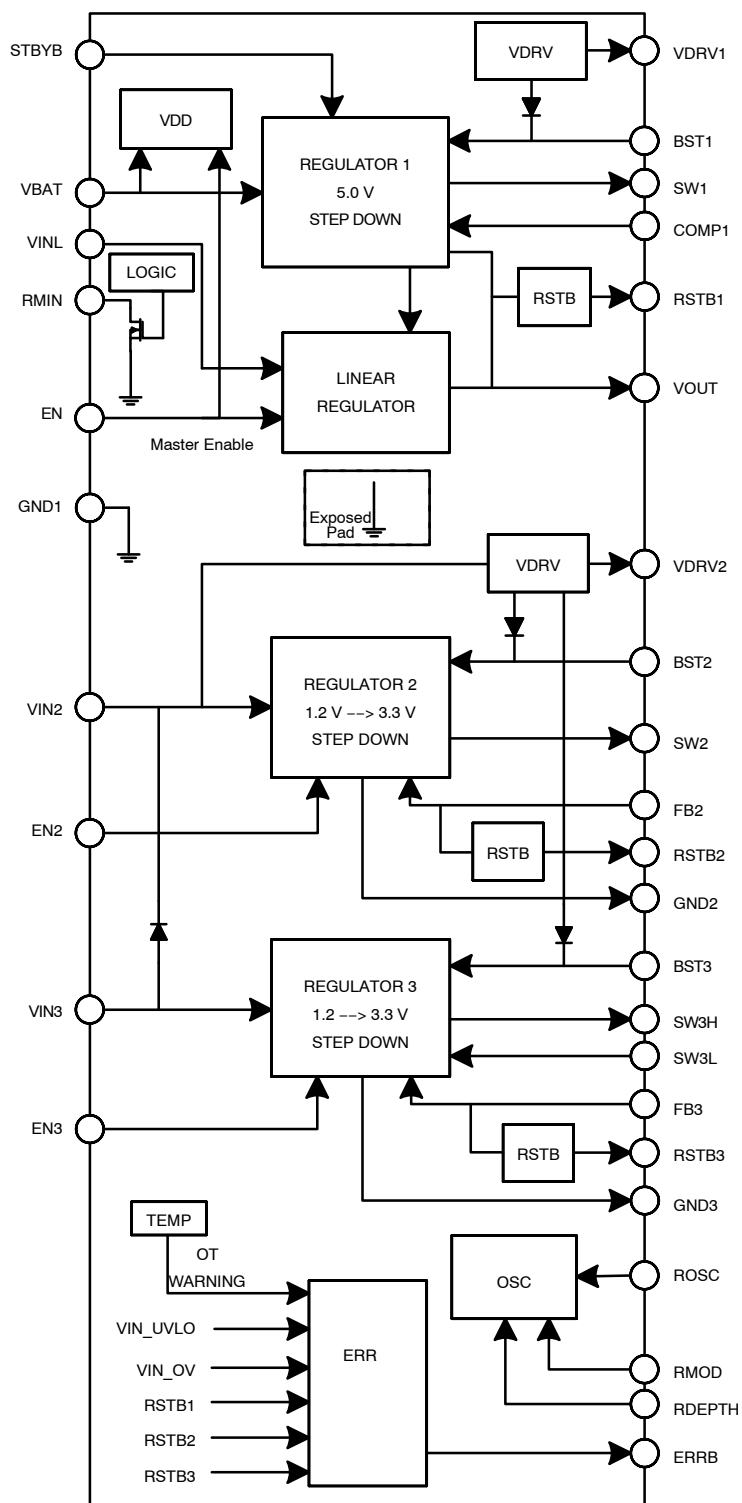 STBYB
VDRV
VDRV1
VDD
REGULATOR 1
5.0 V
STEP DOWN
BST1
VBAT
SW1
COMP1
VINL
LOGIC
RMIN
RSTB
RSTB1
LINEAR
REGULATOR
VOUT
EN
Master Enable
Exposed
Pad
GND1
VDRV
VDRV2
BST2
VIN2
REGULATOR 2
1.2 V −−> 3.3 V
STEP DOWN
SW2
FB2
EN2
RSTB
RSTB2
GND2
BST3
VIN3
REGULATOR 3
1.2 −−> 3.3 V
STEP DOWN
SW3H
SW3L
FB3
EN3
RSTB
RSTB3
GND3
TEMP
OT
WARNING
OSC
ROSC
VIN_UVLO
ERR
VIN_OV
RMOD
RSTB1
RDEPTH
RSTB2
ERRB
RSTB3